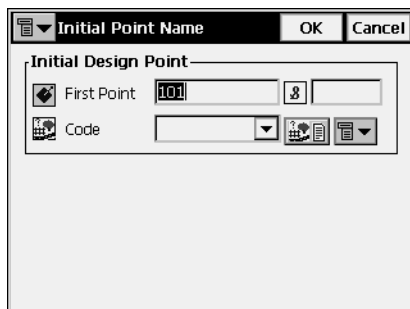 Initial Point Name OK Cancel
Initial Design Point
First Point 101
Code